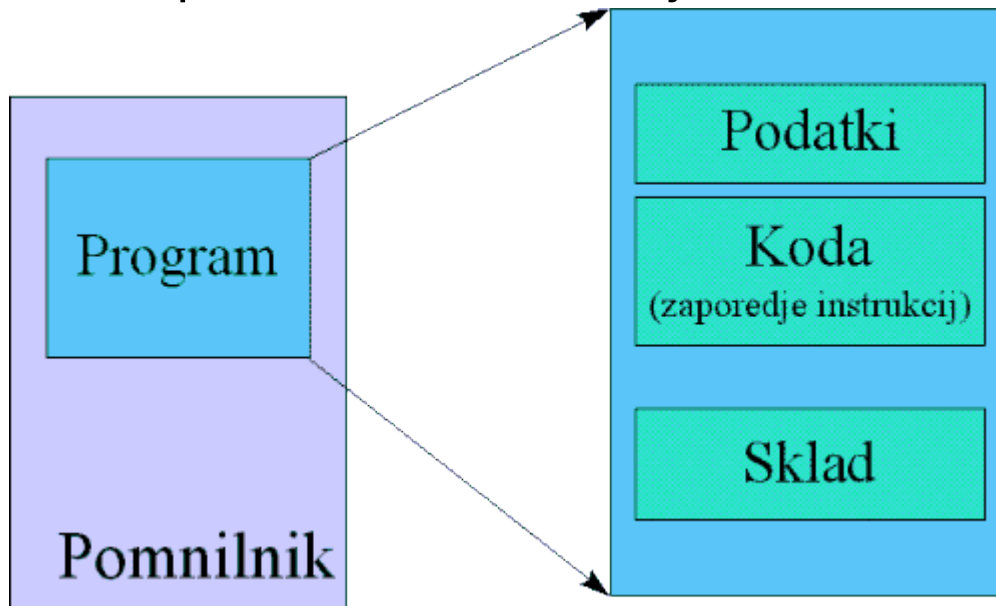 Program
Pomnilnik
Podatki
Koda
(zaporedje instrukcij)
Sklad